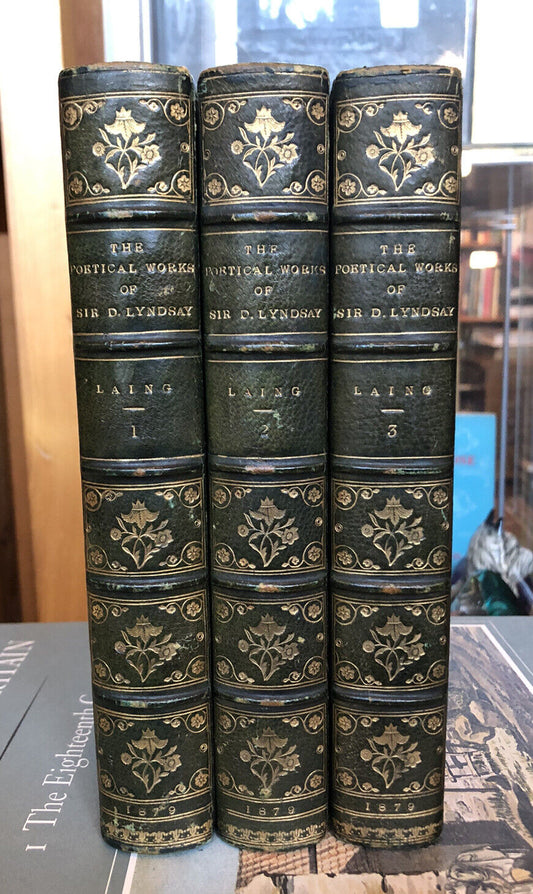 THE
POETICAL WORKS
OF
SIR D. LYNDSAY
LAING
1
1879
THE
POETICAL WORKS
OF
SIR D. LYNDSAY
LAING
2
1879
THE
POETICAL WORKS
OF
SIR D. LYNDSAY
LAING
3
1879
TAIN
I The Eighteenth C